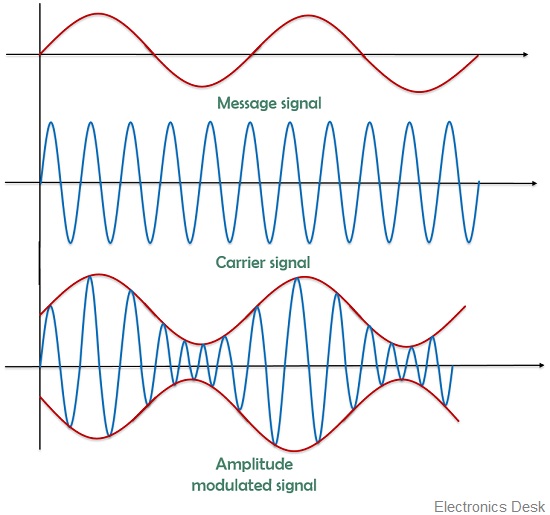 Message signal
Carrier signal
Amplitude
modulated signal
Electronics Desk